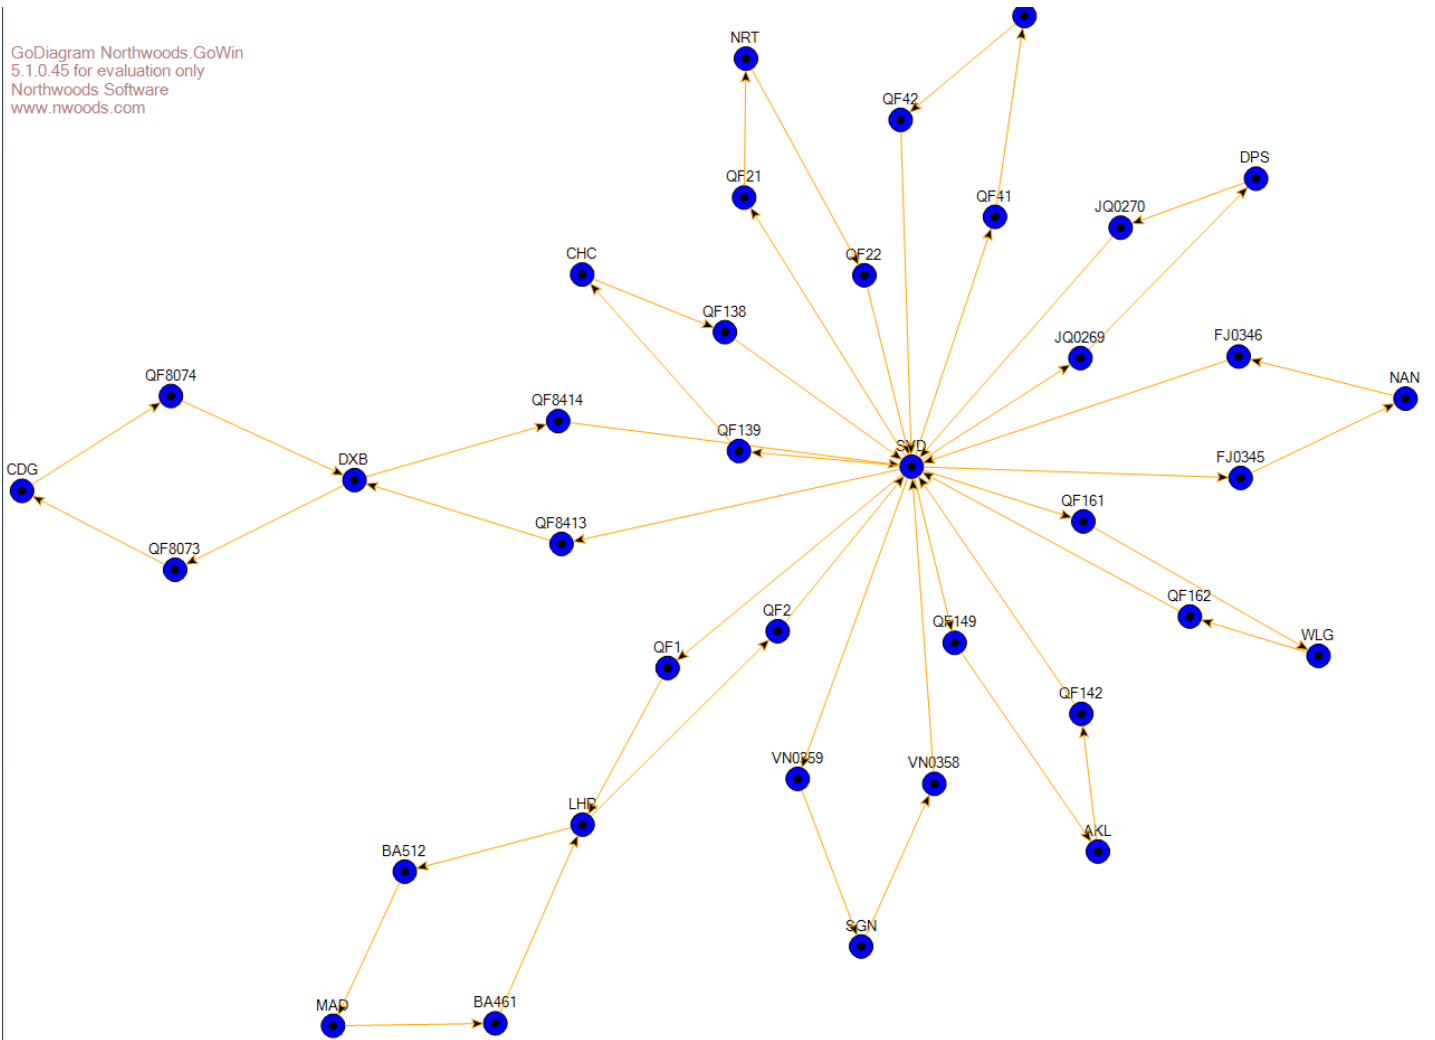 GoDiagram Northwoods.GoWin
5.1.0.45 for evaluation only
Northwoods Software
www.nwoods.com
NRT
QF42
DPS
QF21
QF41
JQ0270
CHC
QF22
QF138
JQ0269
FJ0346
QF8074
NAN
QF8414
QF139
SYD
DXB
CDG
FJ0345
QF161
QF8413
QF8073
QF162
QF2
QF149
WLG
QF1
QF142
VN0359
VN0358
LHR
AKL
BA512
SGN
MAD
BA461